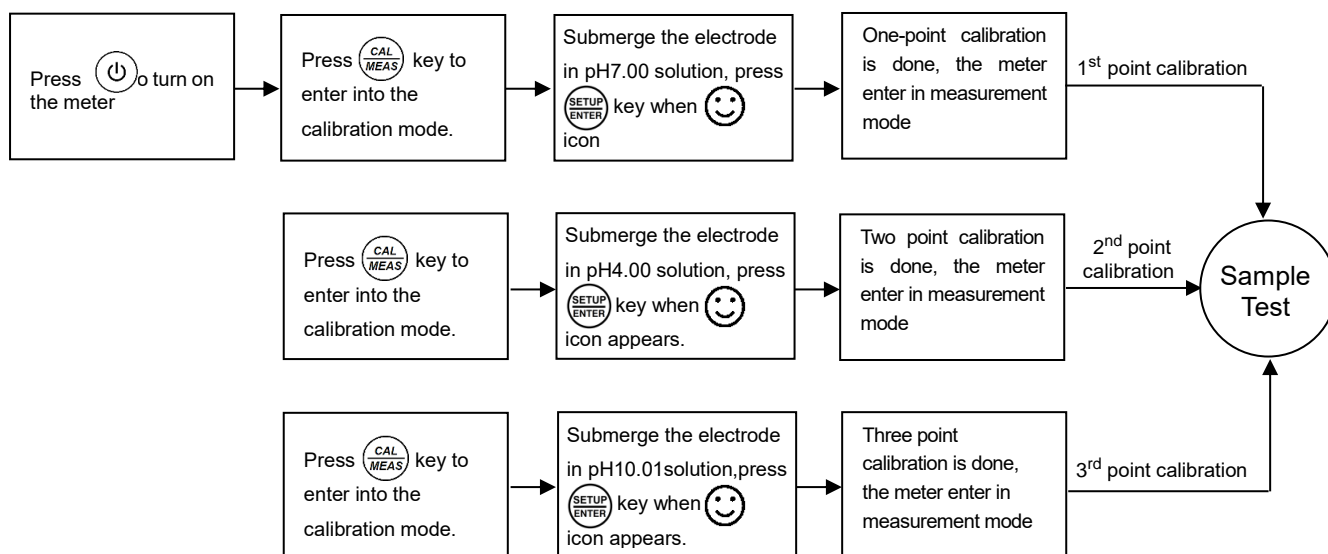 Press o turn on
the meter
Press CAL
MEAS key to
enter into the
calibration mode.
Submerge the electrode
in pH7.00 solution, press
SETUP
ENTER key when
icon
One-point calibration
is done, the meter
enter in measurement
mode
1st point calibration
Press CAL
MEAS key to
enter into the
calibration mode.
Submerge the electrode
in pH4.00 solution, press
SETUP
ENTER key when
icon appears.
Two point calibration
is done, the meter
enter in measurement
mode
2nd point
calibration
Sample
Test
Press CAL
MEAS key to
enter into the
calibration mode.
Submerge the electrode
in pH10.01solution,press
SETUP
ENTER key when
icon appears.
Three point
calibration is done,
the meter enter in
measurement mode
3rd point calibration